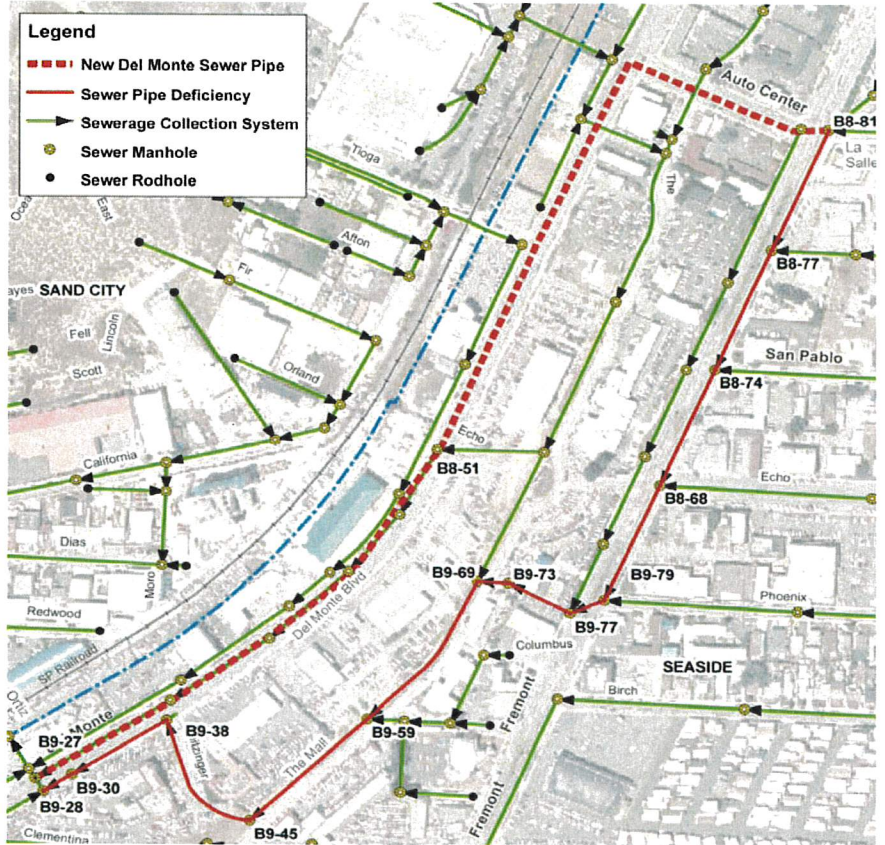 Legend
New Del Monte Sewer Pipe
Sewer Pipe Deficiency
Sewerage Collection System
Sewer Manhole
Sewer Rodhole
Auto Center
B8-81
La
Salle
Tioga
The
East
Afton
B8-77
Fir
SAND CITY
Fell
Lincoln
Scott
San Pablo
B8-74
Orland
Echo
B8-51
California
B8-68
Echo
Dias
Moro
B9-69
B9-73
B9-79
Phoenix
Redwood
Del Monte Blvd
B9-77
Columbus
SP Railroad
SEASIDE
Birch
Ortiz
Fremont
Monte
B9-38
B9-59
B9-27
The Mall
B9-30
B9-28
Fremont
B9-45
Clementina